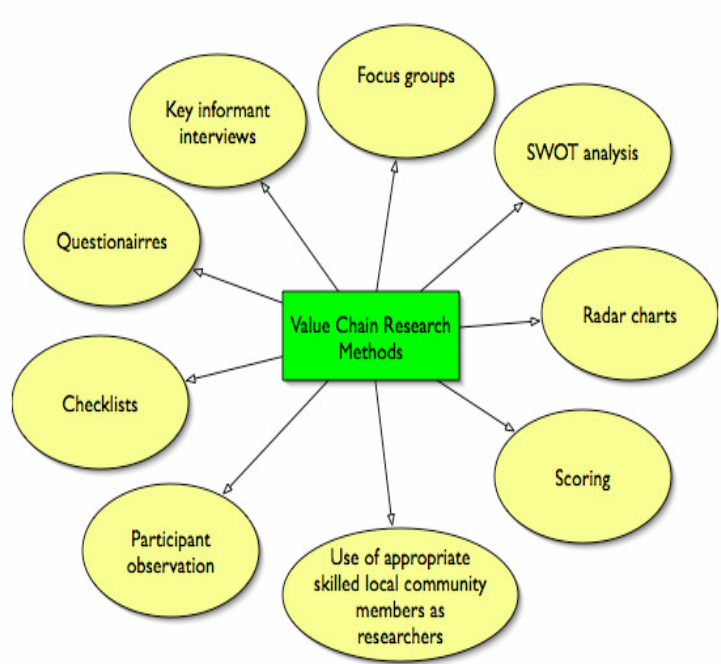 Focus groups
Key informant
interviews
SWOT analysis
Questionairres
Radar charts
Value Chain Research
Methods
Checklists
Scoring
Participant
observation
Use of appropriate
skilled local community
members as
researchers